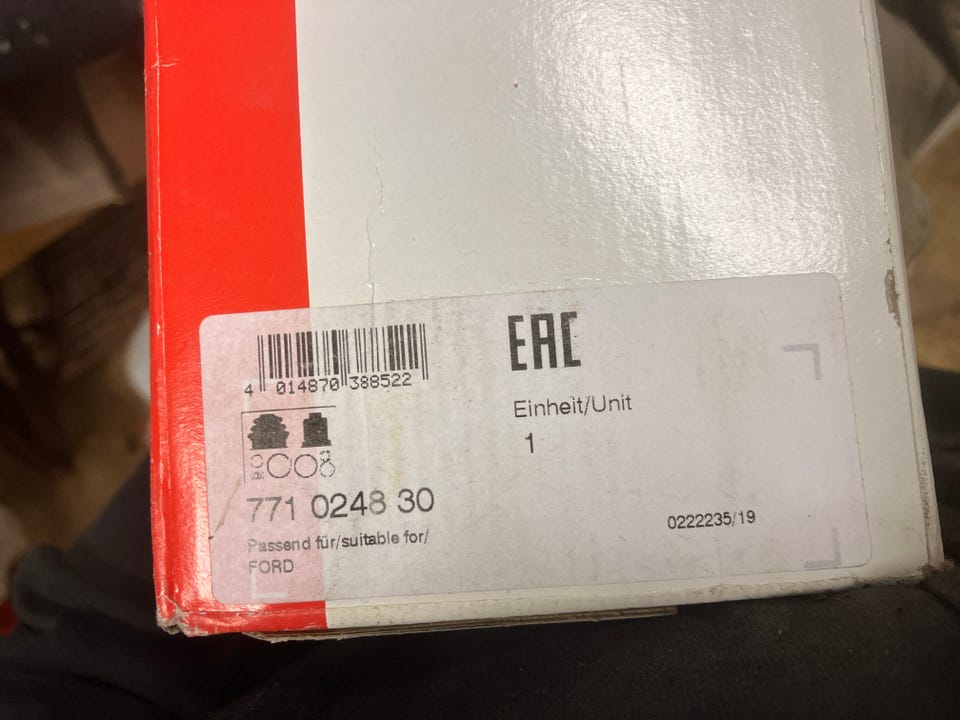 EAC
4 014870 388522
Einheit/Unit
1
771 0248 30
0222235/19
Passend für/suitable for/
FORD